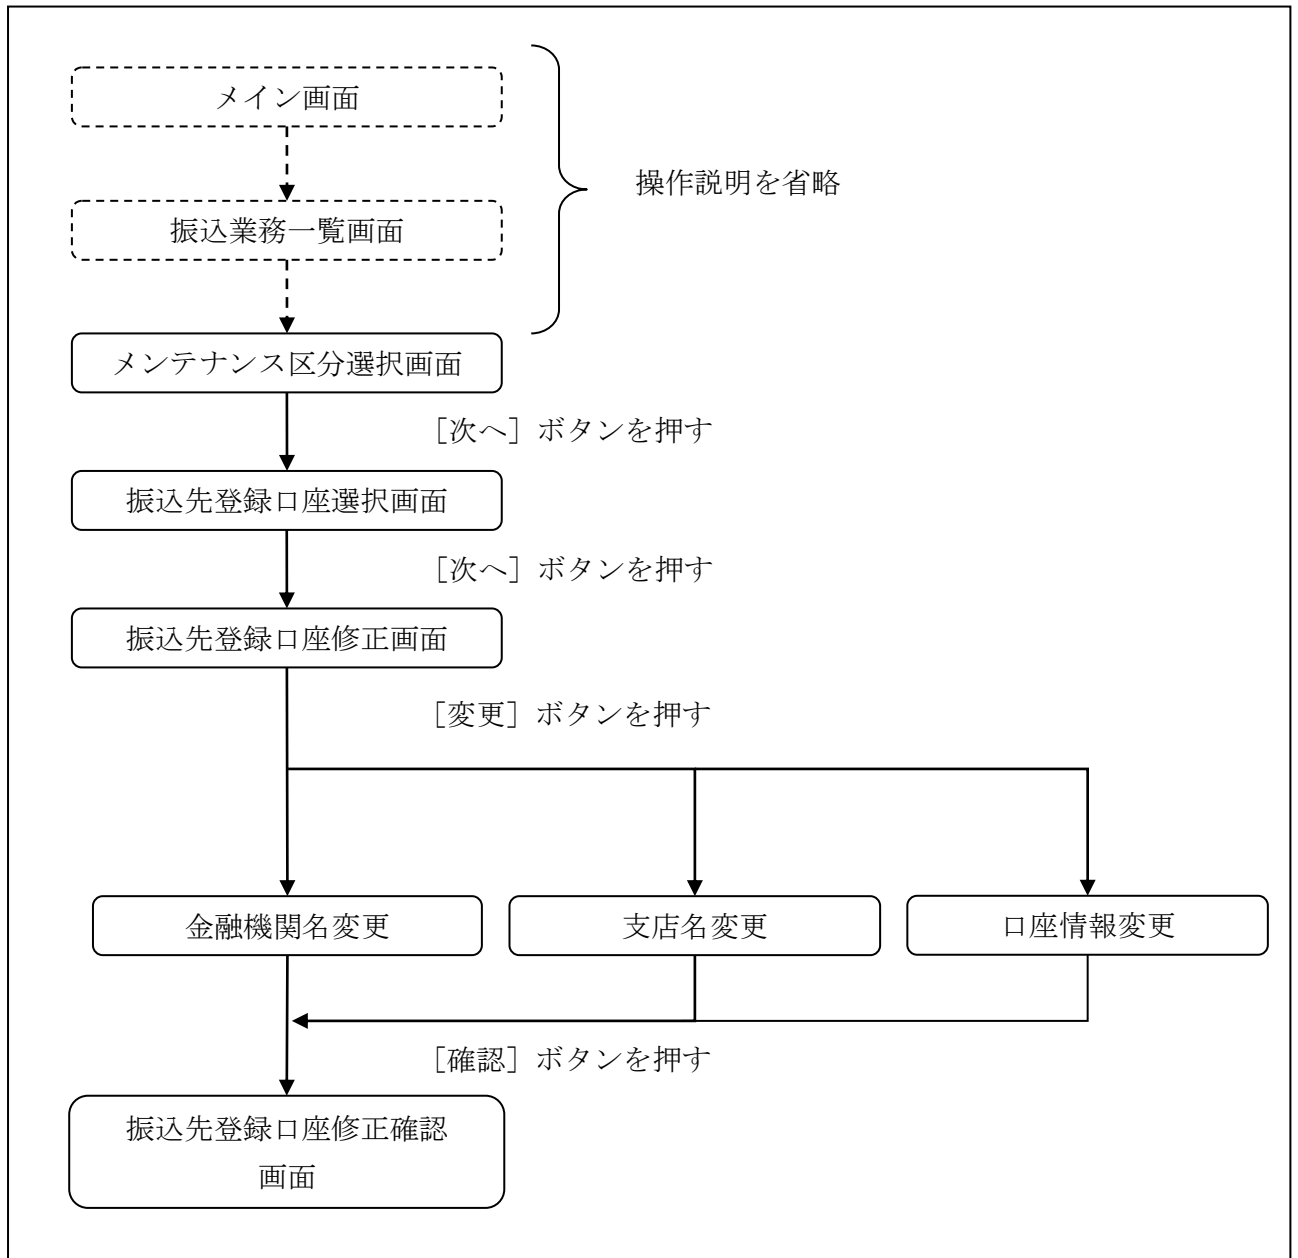 メイン画面
操作説明を省略
振込業務一覧画面
メンテナンス区分選択画面
［次へ］ボタンを押す
振込先登録口座選択画面
［次へ］ボタンを押す
振込先登録口座修正画面
［変更］ボタンを押す
金融機関名変更
支店名変更
口座情報変更
［確認］ボタンを押す
振込先登録口座修正確認
画面